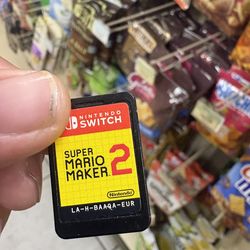 NINTENDO
SWITCH
SUPER
MARIO
MAKER 2
Nintendo
LA-H-BAAQA-EUR